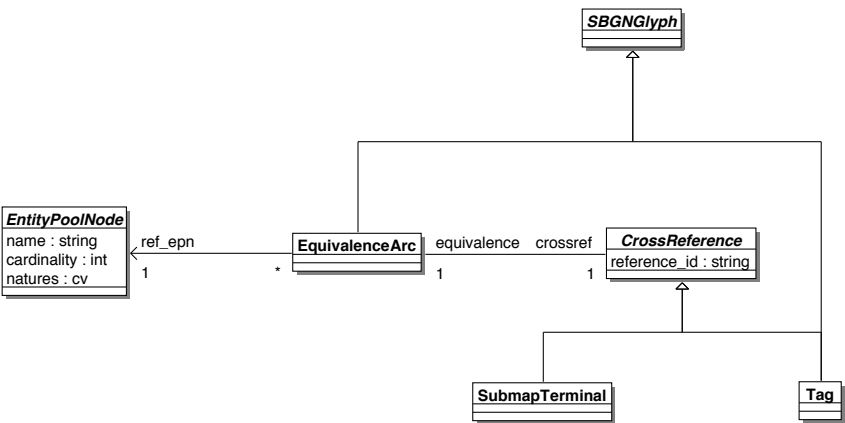 SBGNGlyph
EntityPoolNode
name : string
cardinality : int
natures : cv
ref_epn
1
*
EquivalenceArc
equivalence
crossref
1
1
CrossReference
reference_id : string
SubmapTerminal
Tag